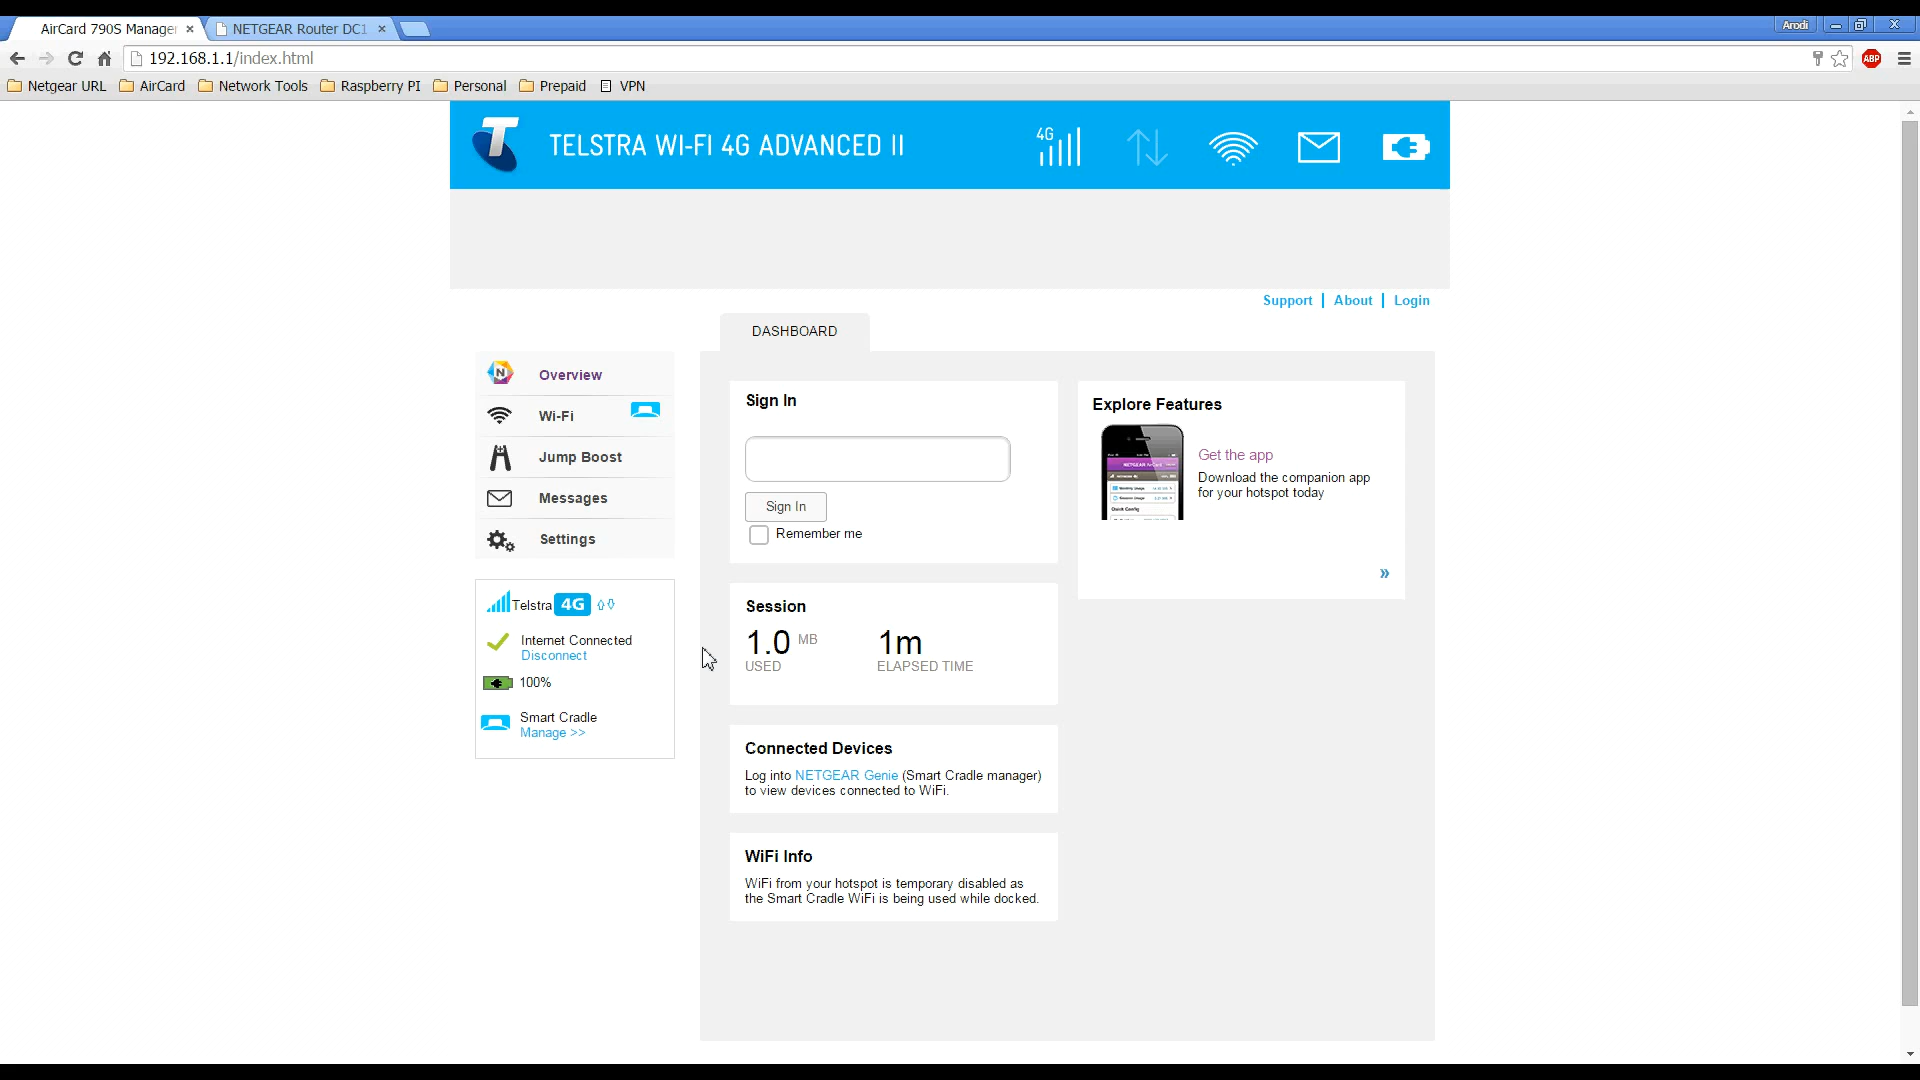 AirCard 790S Manager
NETGEAR Router DC1
Arodi
192.168.1.1/index.html
ABP
Netgear URL
AirCard
Network Tools
Raspberry PI
Personal
Prepaid
VPN
T
TELSTRA WI-FI 4G ADVANCED II
4G
Support | About | Login
DASHBOARD
N
Overview
Wi-Fi
Jump Boost
Messages
Settings
Telstra 4G
Internet Connected
Disconnect
100%
Smart Cradle
Manage >>
Sign In
Sign In
Remember me
Session
1.0 MB
USED
1m
ELAPSED TIME
Connected Devices
Log into NETGEAR Genie (Smart Cradle manager)
to view devices connected to WiFi.
WiFi Info
WiFi from your hotspot is temporary disabled as
the Smart Cradle WiFi is being used while docked.
Explore Features
Get the app
Download the companion app
for your hotspot today
»